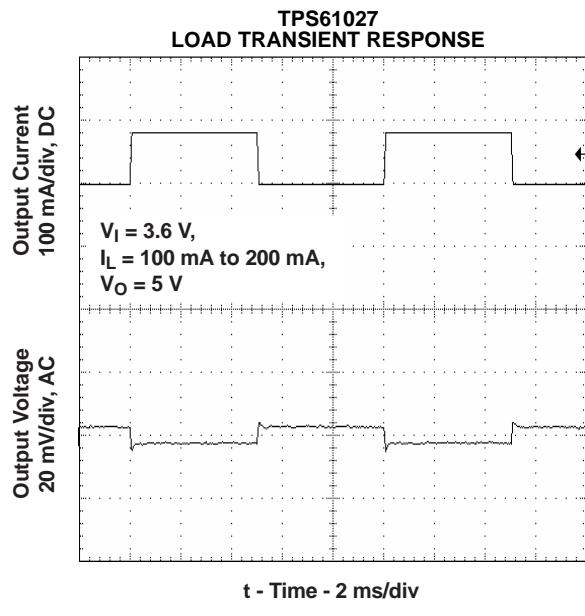 TPS61027
LOAD TRANSIENT RESPONSE
Output Current
100 mA/div, DC
V_I = 3.6 V,
I_L = 100 mA to 200 mA,
V_O = 5 V
Output Voltage
20 mV/div, AC
t - Time - 2 ms/div